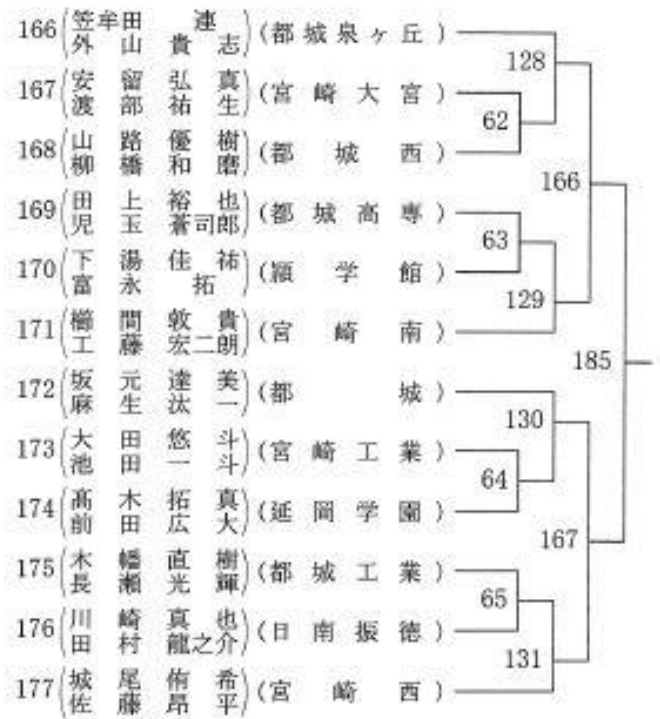 166 笠牟田 連 (都城泉ヶ丘)
外山貴志
128
167 安留弘真 (宮崎大宮)
渡部祐生
62
168 山路優樹 (都城西)
柳橋和磨
166
169 田上裕也 (都城高専)
児玉蒼司郎
63
170 下湯佳祐 (頴学館)
富永拓
129
171 櫛間敦貴 (宮崎南)
工藤宏二朗
185
172 坂元達美 (都城)
麻生汰一
130
173 大田悠斗 (宮崎工業)
池田一斗
64
174 髙木拓真 (延岡学園)
前田広大
167
175 木幡直樹 (都城工業)
長瀬光輝
65
176 川崎真也 (日南振徳)
田村龍之介
131
177 城尾侑希 (宮崎西)
佐藤昂平